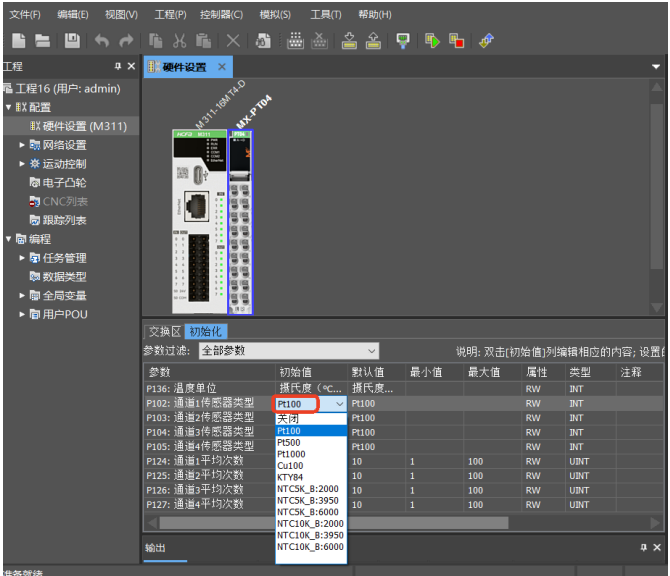 文件(F) 编辑(E) 视图(V) 工程(P) 控制器(C) 模拟(S) 工具(T) 帮助(H)
工程
硬件设置
工程16 (用户: admin)
配置
硬件设置 (M311)
网络设置
运动控制
电子凸轮
CNC列表
跟踪列表
编程
任务管理
数据类型
全局变量
用户POU
M311-16MT4-D
MX-PT04
交换区 初始化
参数过滤: 全部参数 说明: 双击[初始值]列编辑相应的内容; 设置
参数 初始值 默认值 最小值 最大值 属性 类型 注释
P136: 温度单位 摄氏度（℃... 摄氏度... RW INT
P102: 通道1传感器类型 Pt100 Pt100 RW INT
P103: 通道2传感器类型 Pt100 RW INT
P104: 通道3传感器类型 Pt100 RW INT
P105: 通道4传感器类型 Pt100 RW INT
P124: 通道1平均次数 10 1 100 RW UINT
P125: 通道2平均次数 10 1 100 RW UINT
P126: 通道3平均次数 10 1 100 RW UINT
P127: 通道4平均次数 10 1 100 RW UINT
关闭
Pt100
Pt500
Pt1000
Cu100
KTY84
NTC5K_B:2000
NTC5K_B:3950
NTC5K_B:6000
NTC10K_B:2000
NTC10K_B:3950
NTC10K_B:6000
输出
准备就绪